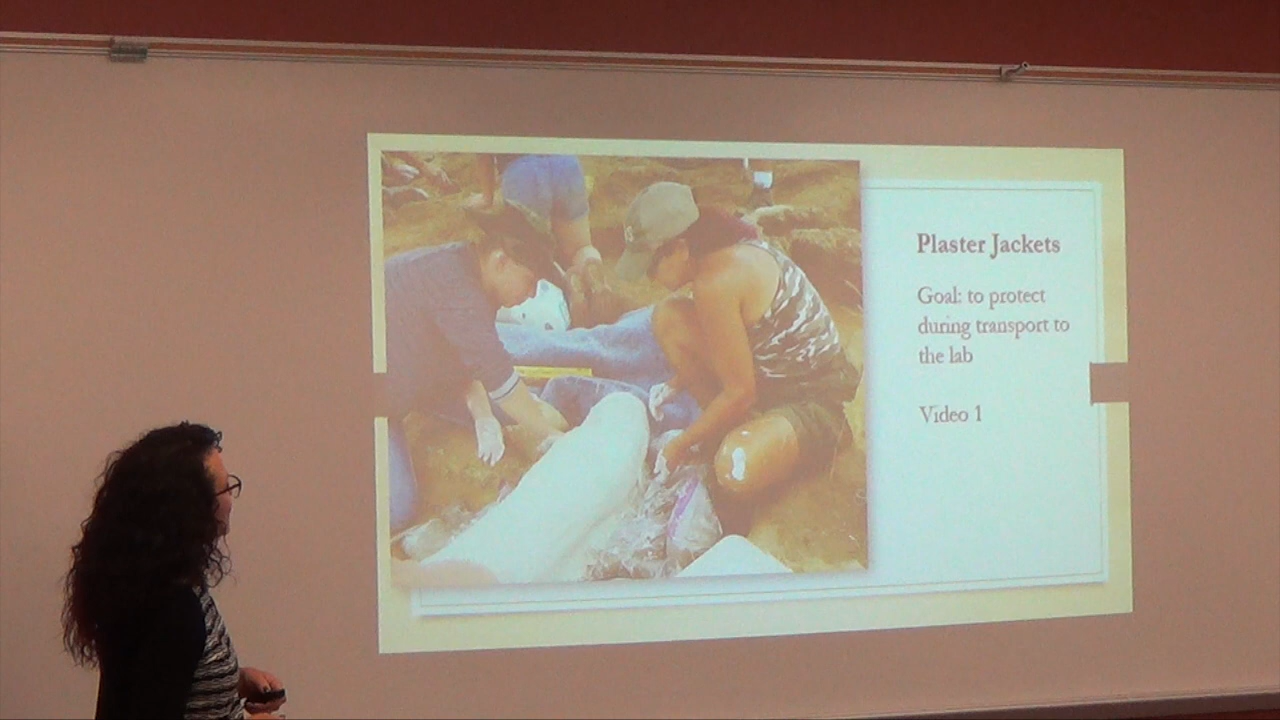 Plaster Jackets
Goal: to protect
during transport to
the lab
Video 1